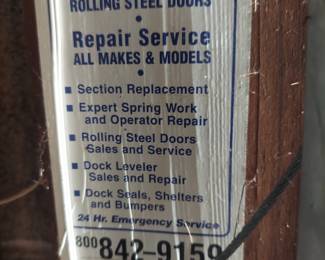 ROLLING STEEL DOORS
•
Repair Service
ALL MAKES & MODELS
•
■ Section Replacement
■ Expert Spring Work
and Operator Repair
■ Rolling Steel Doors
Sales and Service
■ Dock Leveler
Sales and Repair
■ Dock Seals, Shelters
and Bumpers
24 Hr. Emergency Service
800 842-9159